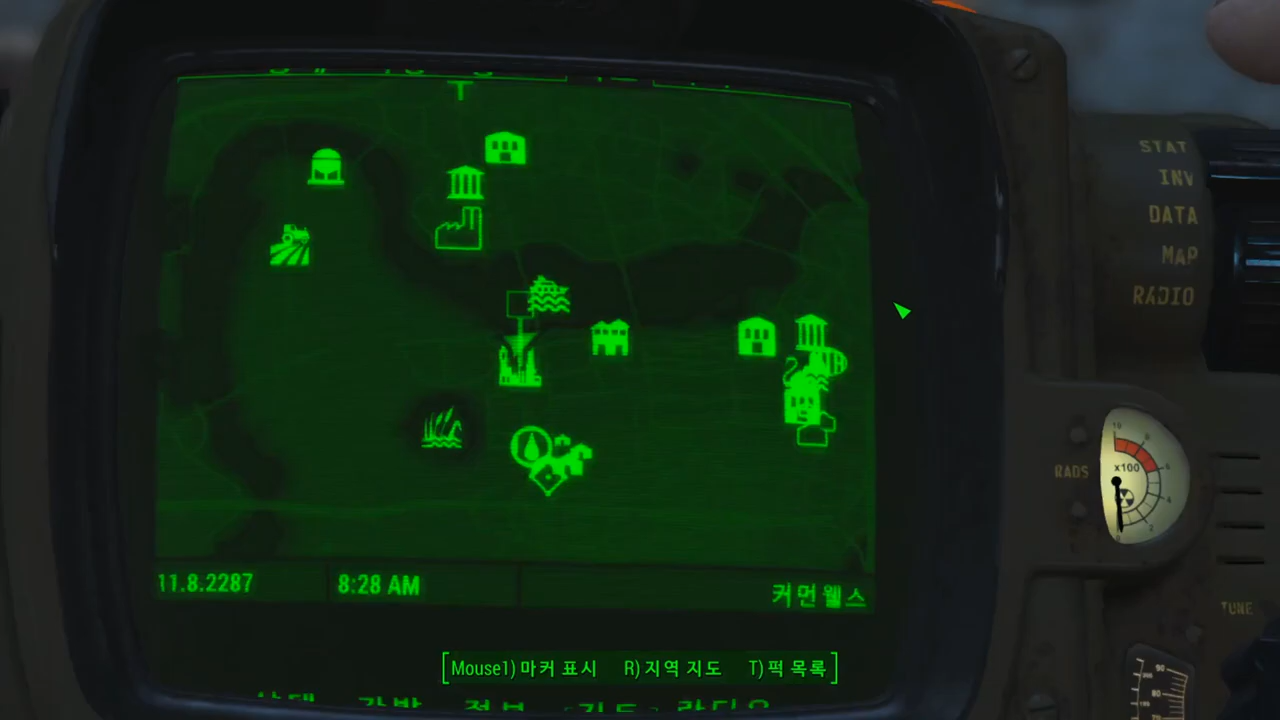 STAT
INV
DATA
MAP
RADIO
RADS
x100
11.8.2287
8:28 AM
커먼웰스
TUNE
Mouse1) 마커 표시 R) 지역 지도 T) 퍽 목록